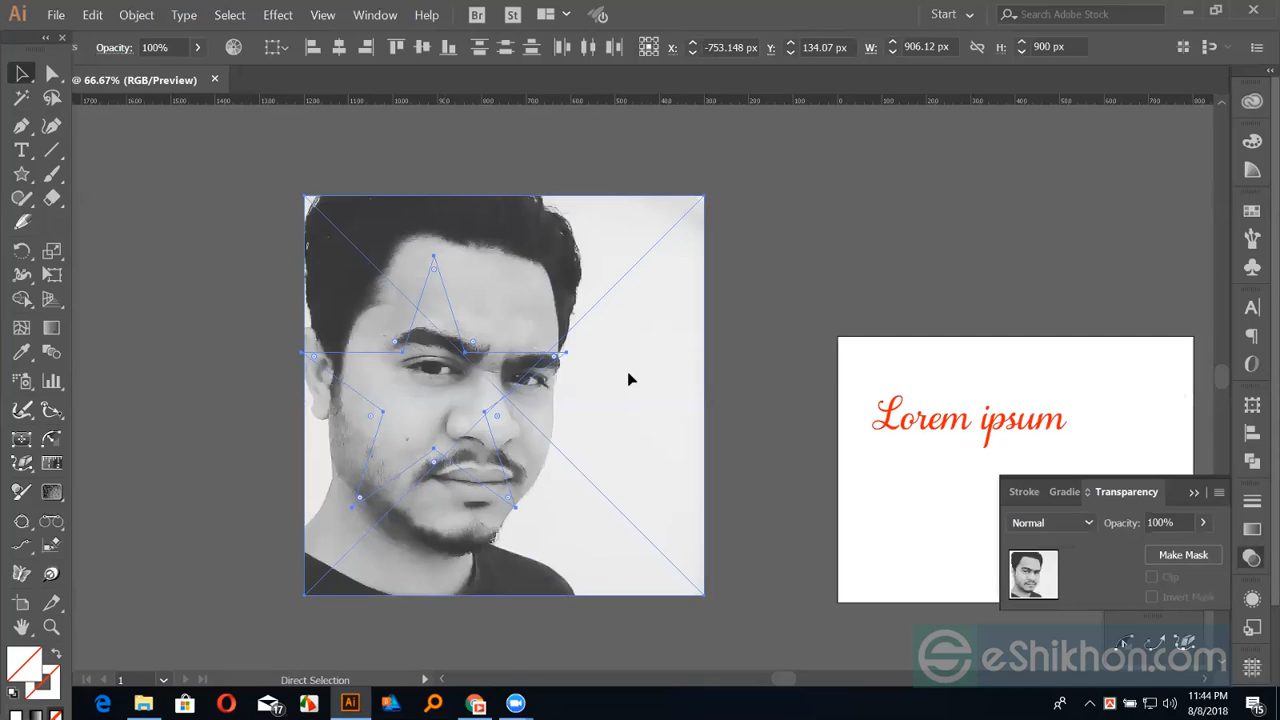 Ai File Edit Object Type Select Effect View Window Help Br St Start Search Adobe Stock
Opacity: 100% X: -753.148 px Y: 134.07 px W: 906.12 px H: 900 px
@ 66.67% (RGB/Preview)
Lorem ipsum
Stroke Gradie Transparency
Normal Opacity: 100%
Make Mask
Clip
Invert Mask
eShikhon.com
1 Direct Selection
17 Ai 11:44 PM
8/8/2018 15